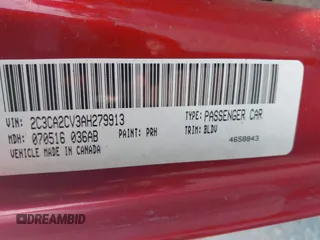 VIN: 2C3CA2CV3AH279913 TYPE: PASSENGER CAR
MDH: 070516 036AB PAINT: PRH TRIM: BLDV
VEHICLE MADE IN CANADA 4658843
DREAMBID